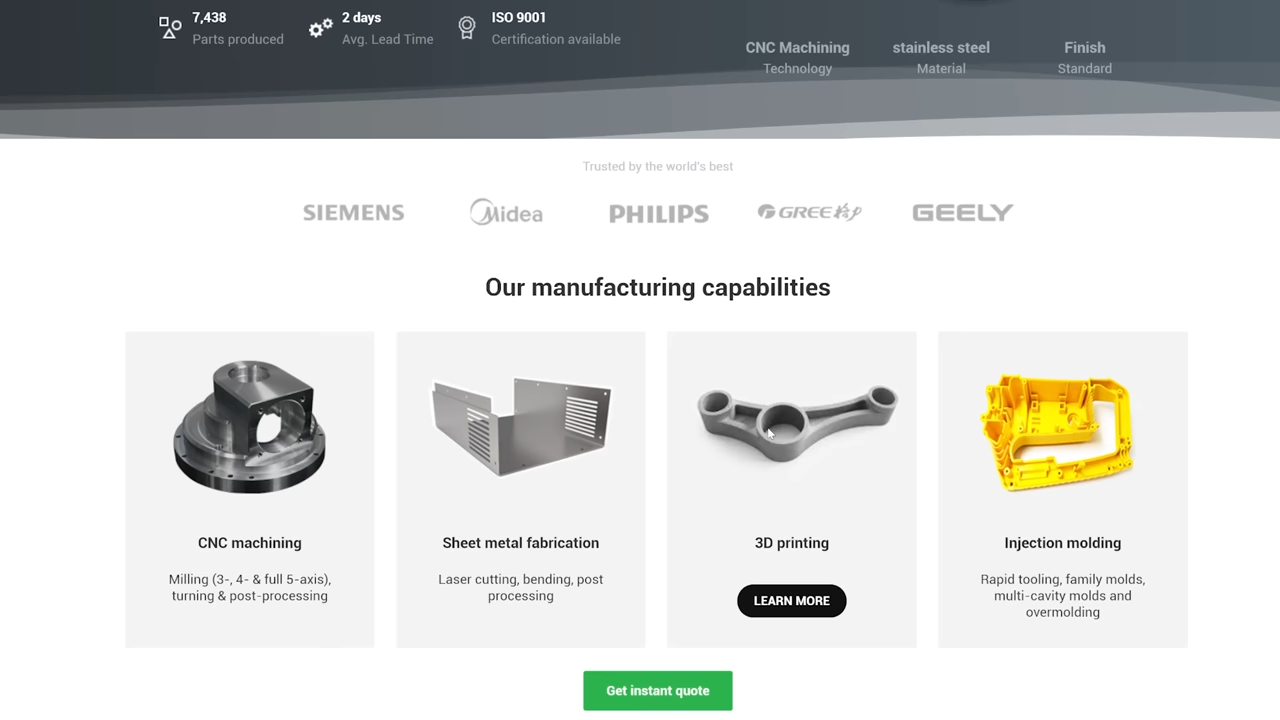 7,438
Parts produced
2 days
Avg. Lead Time
ISO 9001
Certification available
CNC Machining
Technology
stainless steel
Material
Finish
Standard
Trusted by the world's best
SIEMENS
Midea
PHILIPS
GREE 格力
GEELY
Our manufacturing capabilities
CNC machining
Milling (3-, 4- & full 5-axis),
turning & post-processing
Sheet metal fabrication
Laser cutting, bending, post
processing
3D printing
LEARN MORE
Injection molding
Rapid tooling, family molds,
multi-cavity molds and
overmolding
Get instant quote